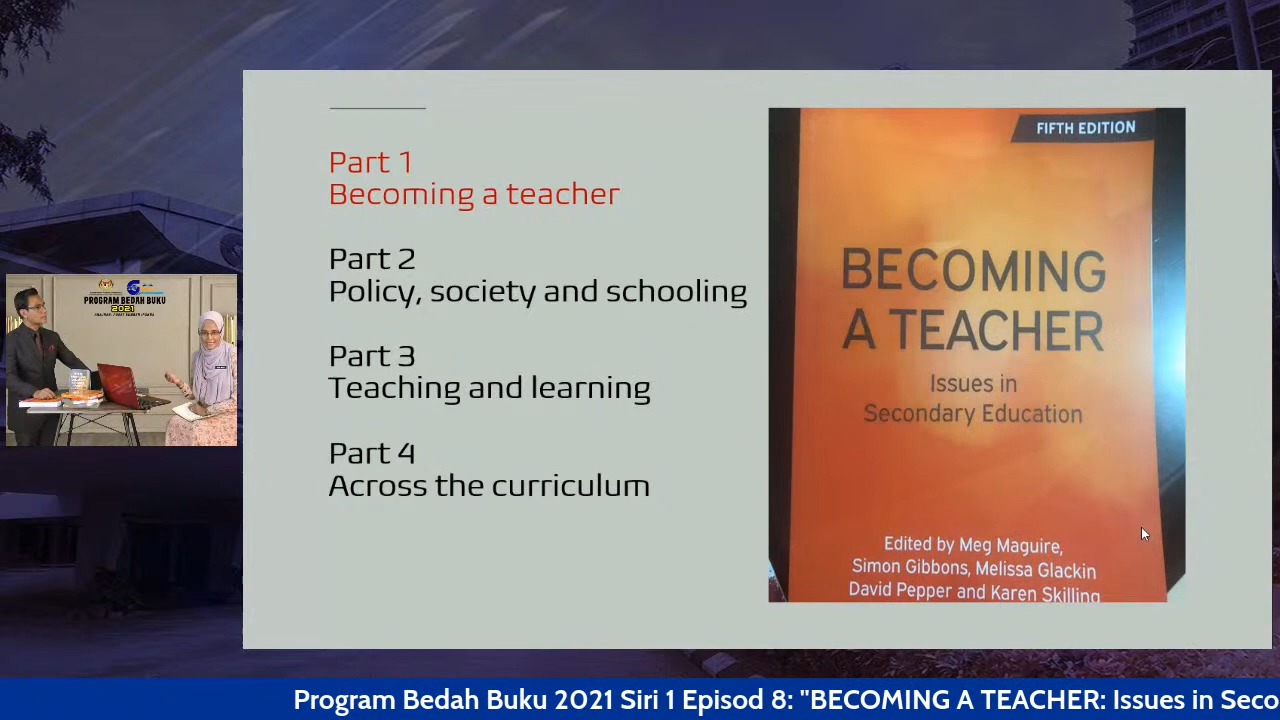 Part 1
Becoming a teacher
Part 2
Policy, society and schooling
Part 3
Teaching and learning
Part 4
Across the curriculum
FIFTH EDITION
BECOMING
A TEACHER
Issues in
Secondary Education
Edited by Meg Maguire,
Simon Gibbons, Melissa Glackin
David Pepper and Karen Skilling
PROGRAM BEDAH BUKU
2021
Program Bedah Buku 2021 Siri 1 Episod 8: "BECOMING A TEACHER: Issues in Seco